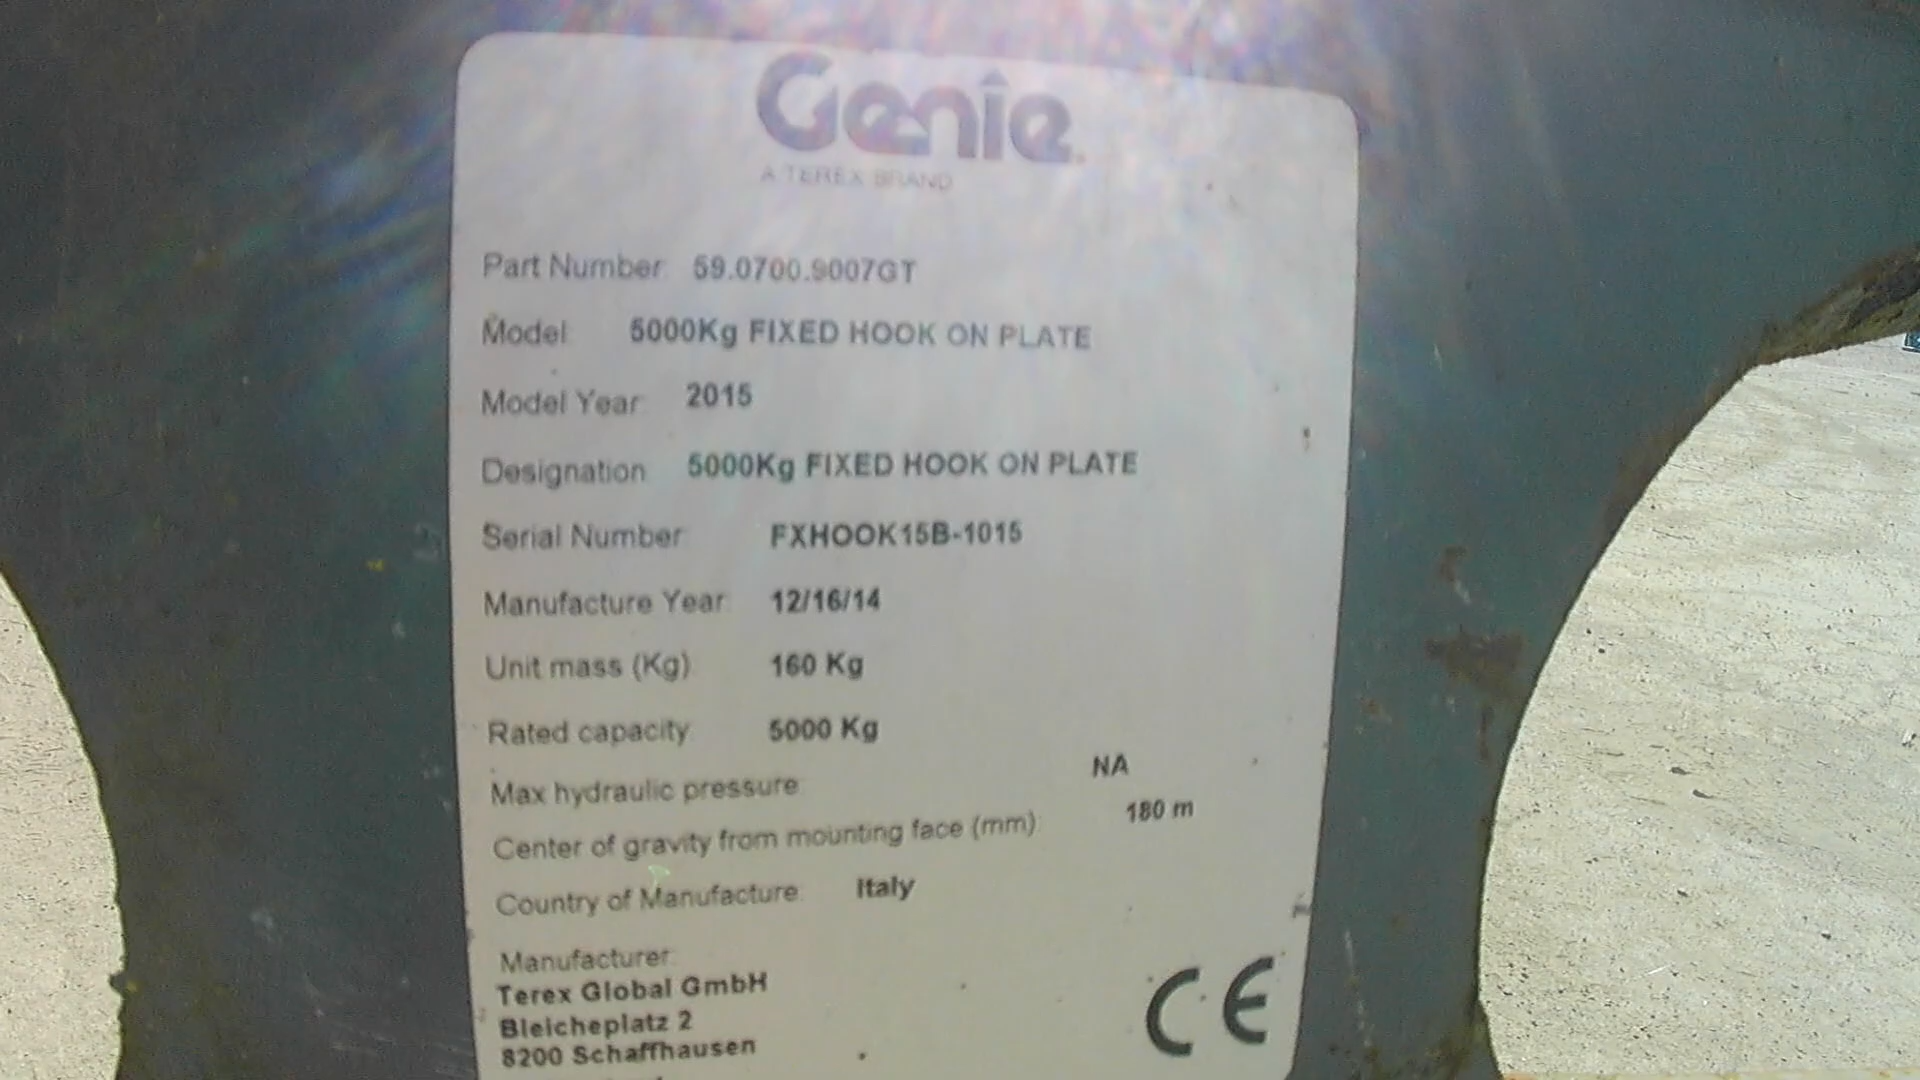 Genie
A TEREX BRAND
Part Number: 59.0700.9007GT
Model: 5000Kg FIXED HOOK ON PLATE
Model Year: 2015
Designation: 5000Kg FIXED HOOK ON PLATE
Serial Number: FXHOOK15B-1015
Manufacture Year: 12/16/14
Unit mass (Kg): 160 Kg
Rated capacity: 5000 Kg
Max hydraulic pressure: NA
Center of gravity from mounting face (mm): 180 m
Country of Manufacture: Italy
Manufacturer:
Terex Global GmbH
Bleicheplatz 2
8200 Schaffhausen
CE